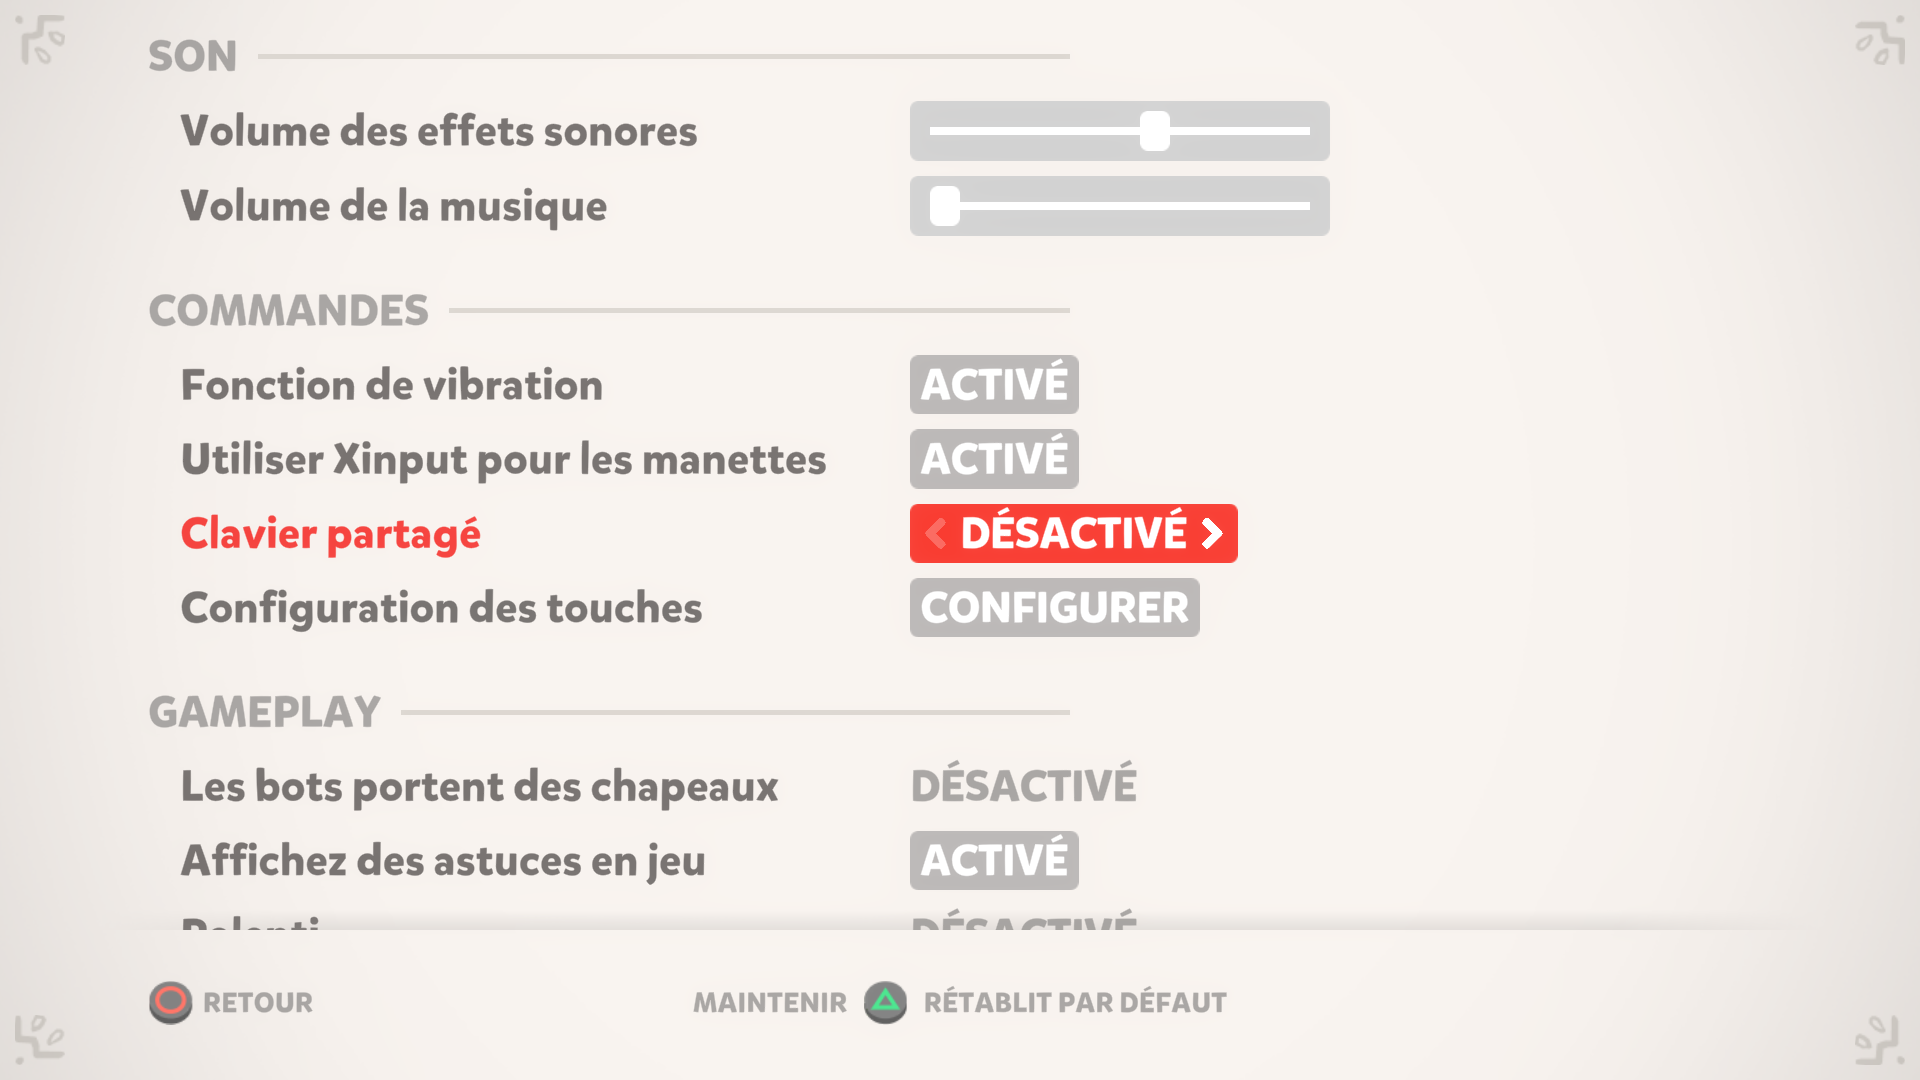 SON
Volume des effets sonores
Volume de la musique
COMMANDES
Fonction de vibration ACTIVÉ
Utiliser Xinput pour les manettes ACTIVÉ
Clavier partagé DÉSACTIVÉ
Configuration des touches CONFIGURER
GAMEPLAY
Les bots portent des chapeaux DÉSACTIVÉ
Affichez des astuces en jeu ACTIVÉ
Ralenti DÉSACTIVÉ
RETOUR MAINTENIR RÉTABLIT PAR DÉFAUT